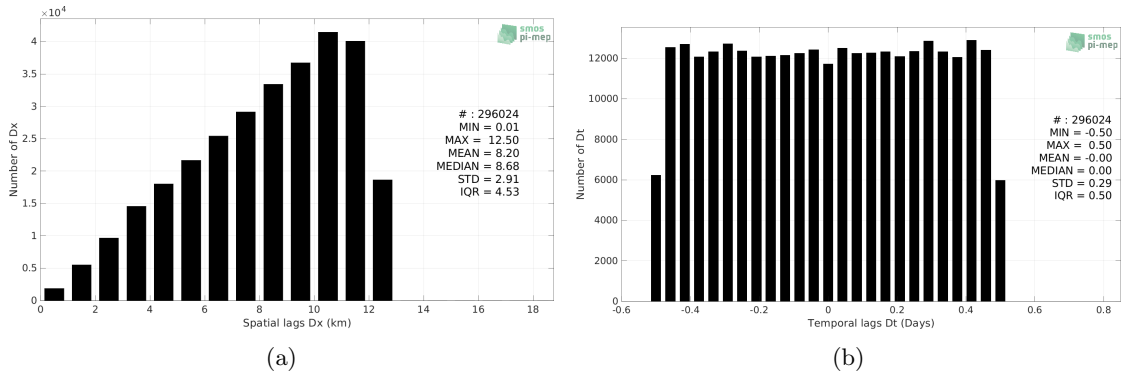 ×10⁴
4
3.5
3
2.5
2
1.5
1
0.5
0
Number of Dx
0 2 4 6 8 10 12 14 16 18
Spatial lags Dx (km)
smos
pi-mep
# : 296024
MIN = 0.01
MAX = 12.50
MEAN = 8.20
MEDIAN = 8.68
STD = 2.91
IQR = 4.53
(a)
12000
10000
8000
6000
4000
2000
0
Number of Dt
-0.6 -0.4 -0.2 0 0.2 0.4 0.6 0.8
Temporal lags Dt (Days)
smos
pi-mep
# : 296024
MIN = -0.50
MAX = 0.50
MEAN = -0.00
MEDIAN = 0.00
STD = 0.29
IQR = 0.50
(b)